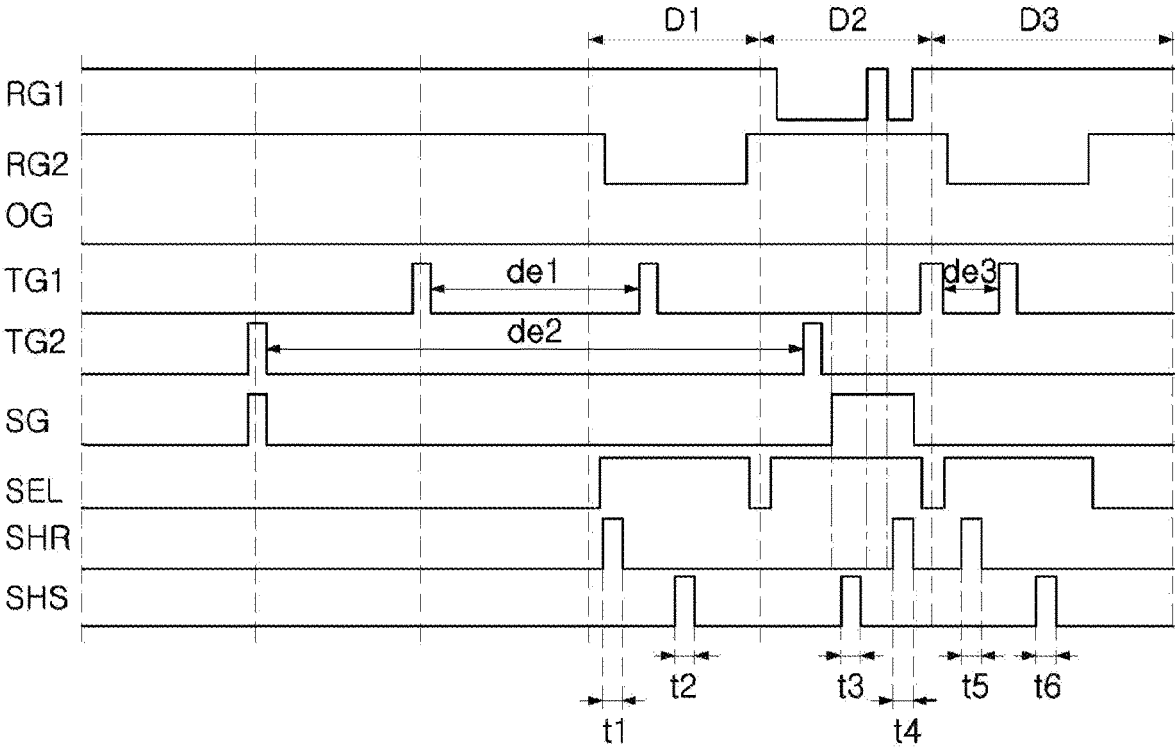 D1 D2 D3
RG1
RG2
OG
TG1 de1 de3
TG2 de2
SG
SEL
SHR
SHS
t2 t3 t5 t6
t1 t4